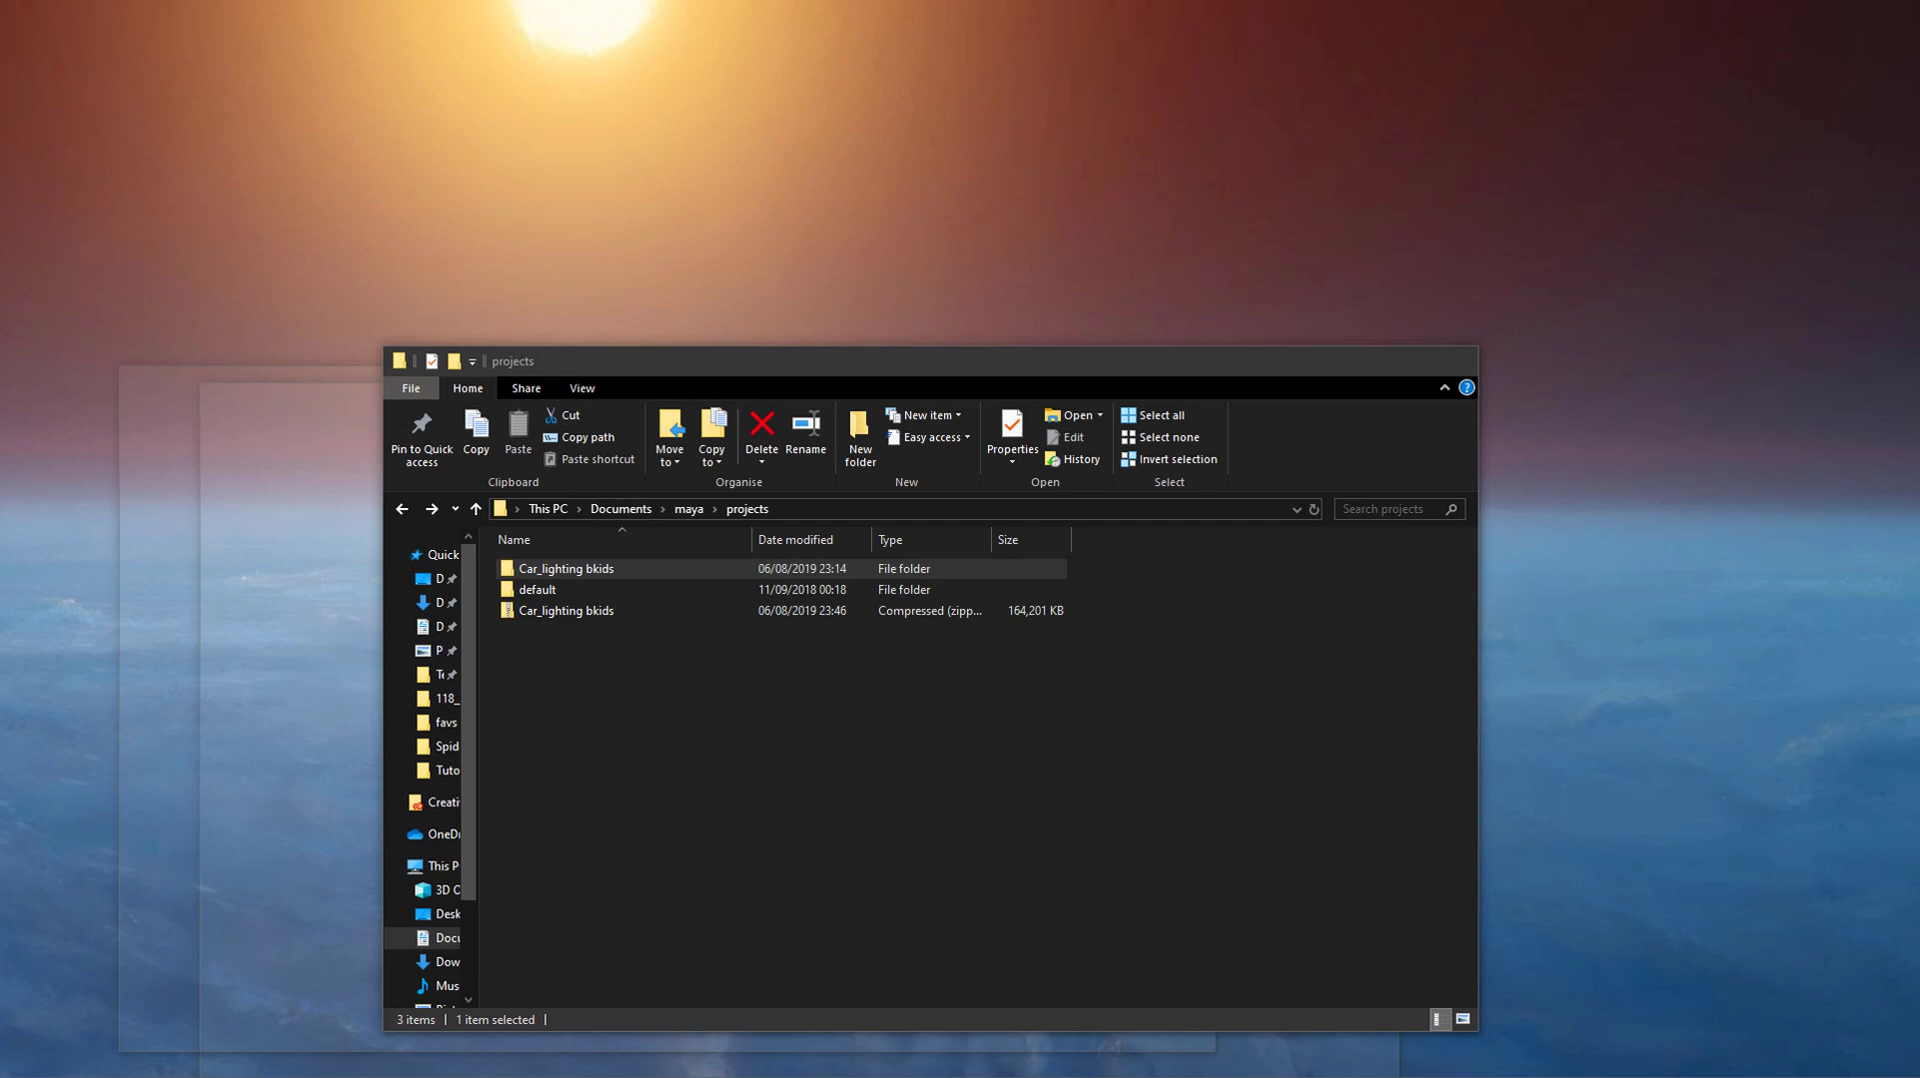 projects
File Home Share View
Pin to Quick access
Copy
Paste
Cut
Copy path
Paste shortcut
Clipboard
Move to
Copy to
Delete
Rename
Organise
New folder
New item
Easy access
New
Properties
Open
Edit
History
Open
Select all
Select none
Invert selection
Select
This PC > Documents > maya > projects
Search projects
Name Date modified Type Size
Car_lighting bkids 06/08/2019 23:14 File folder
default 11/09/2018 00:18 File folder
Car_lighting bkids 06/08/2019 23:46 Compressed (zipp... 164,201 KB
Quick
D
D
D
P
Te
118_
favs
Spid
Tuto
Creati
OneDr
This P
3D O
Desk
Docu
Dow
Mus
3 items 1 item selected